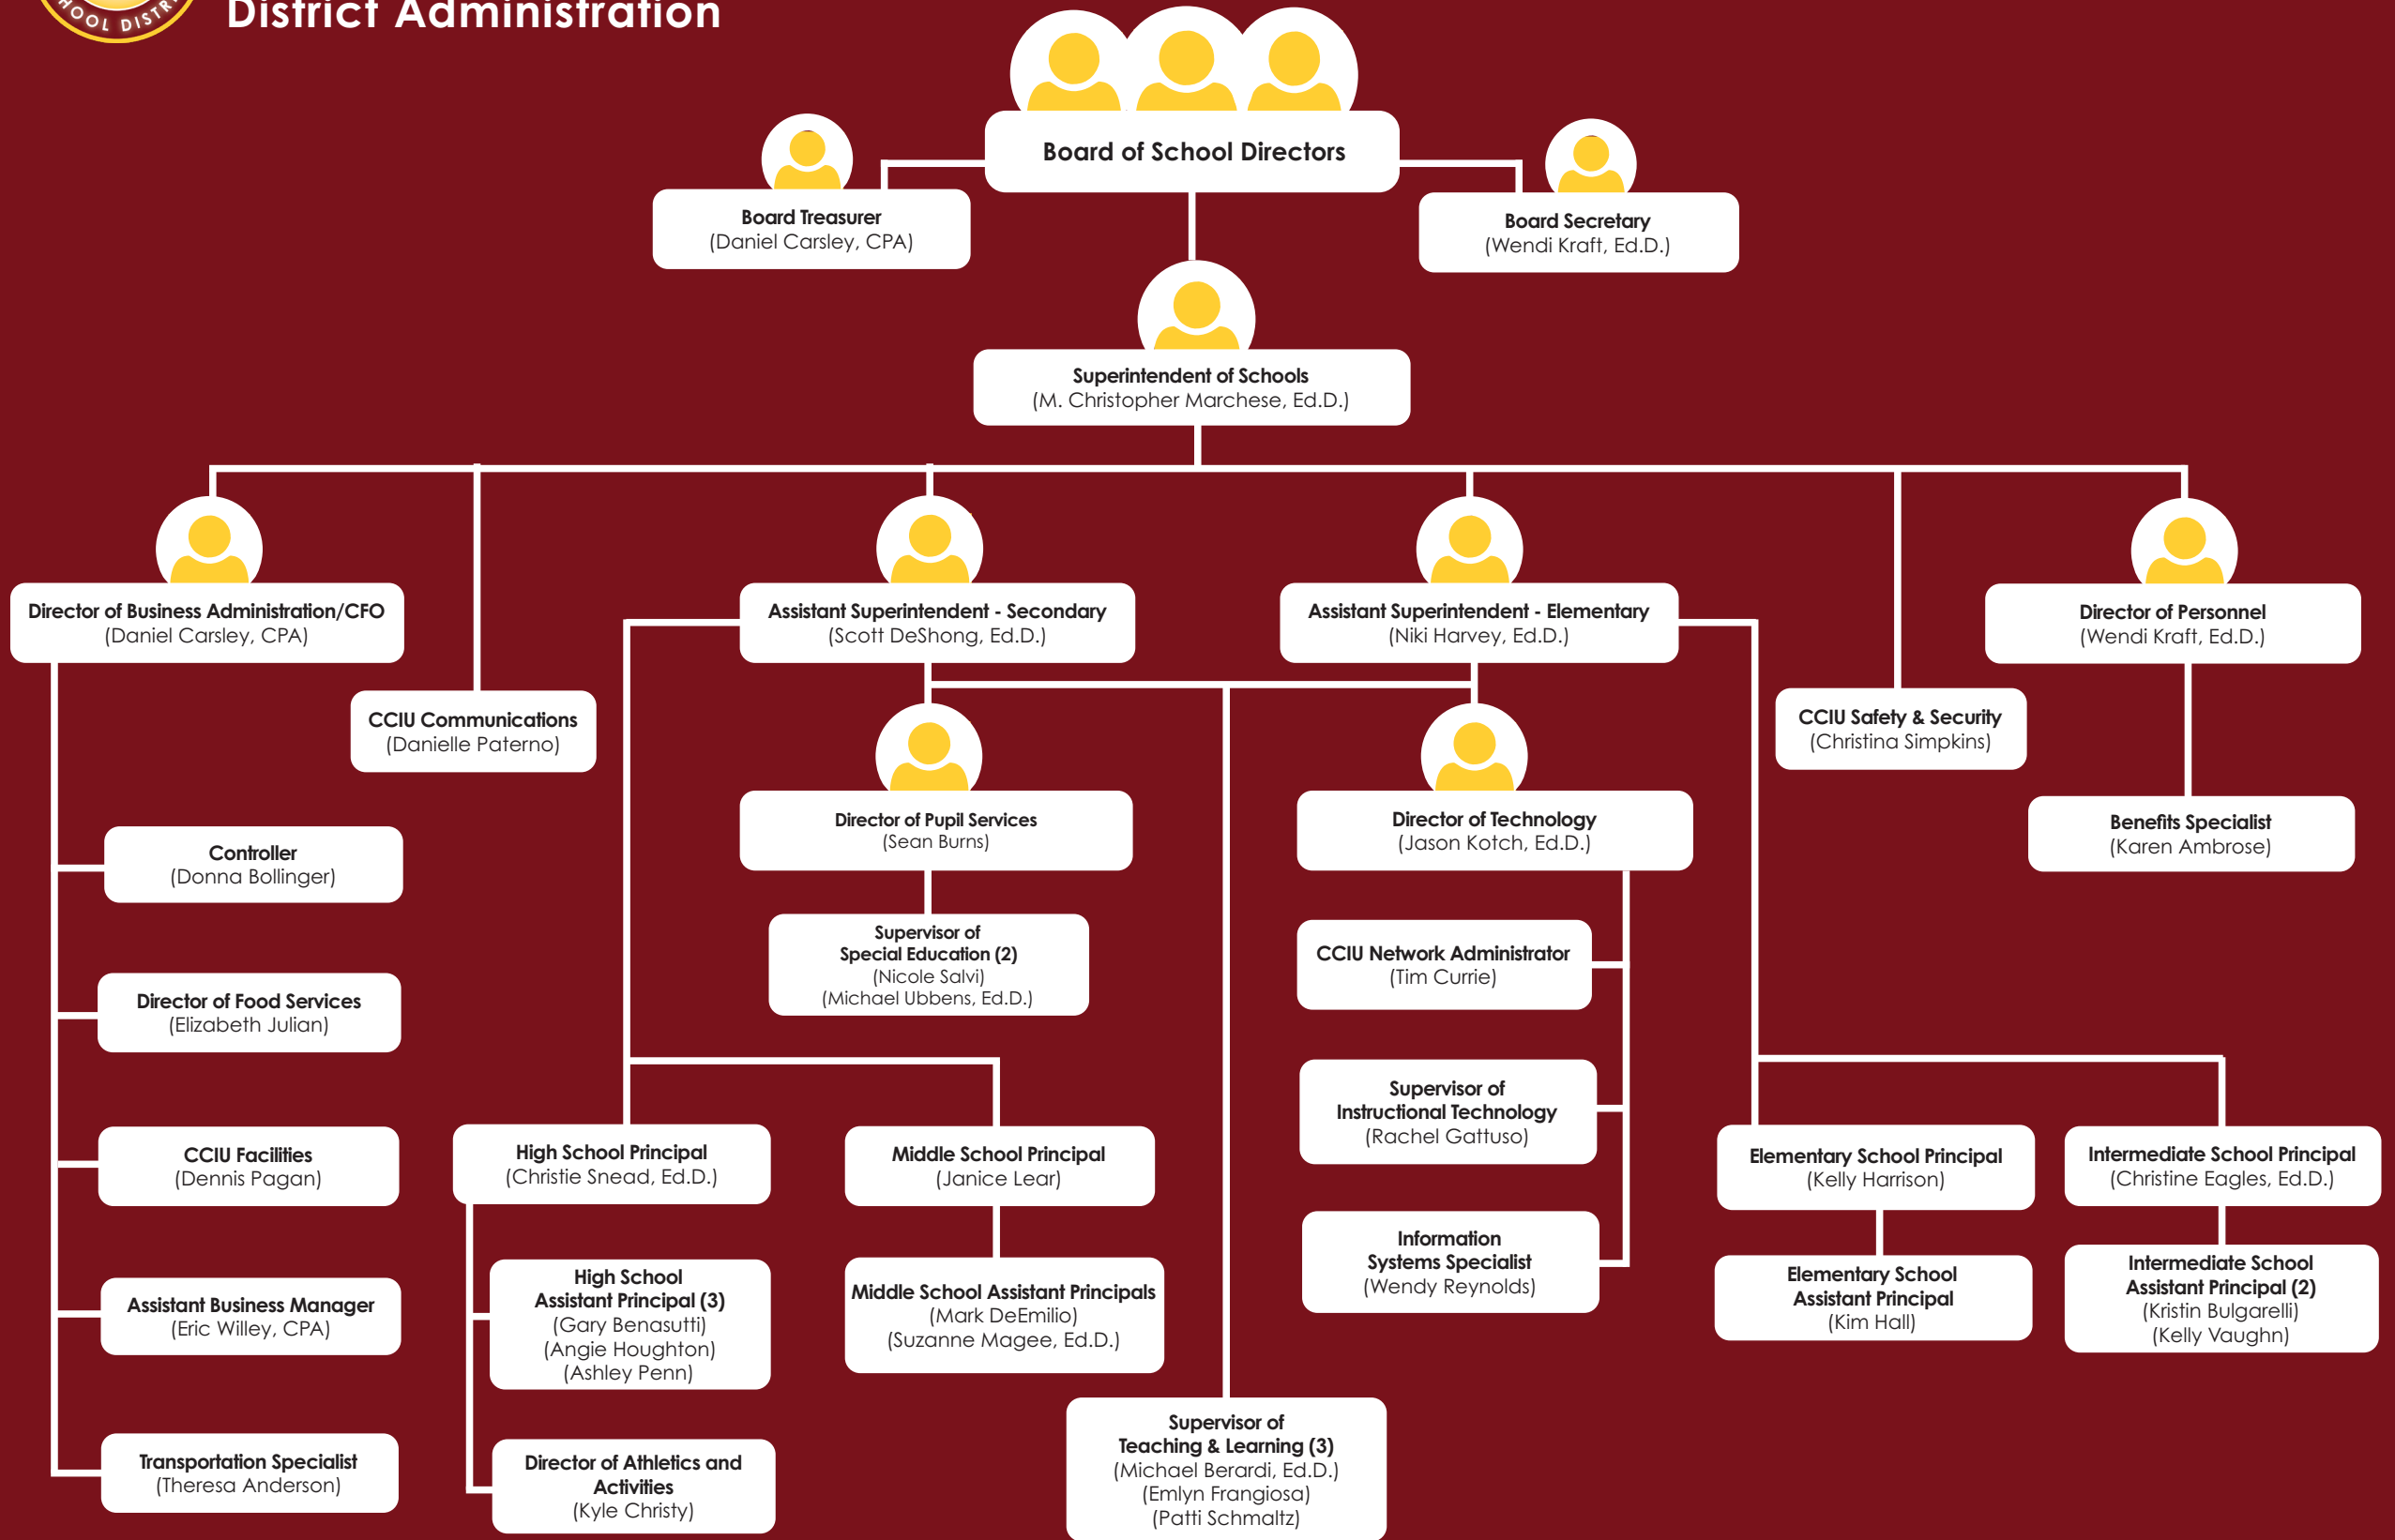 District Administration
Board of School Directors
Board Treasurer
(Daniel Carsley, CPA)
Board Secretary
(Wendi Kraft, Ed.D.)
Superintendent of Schools
(M. Christopher Marchese, Ed.D.)
Director of Business Administration/CFO
(Daniel Carsley, CPA)
Assistant Superintendent - Secondary
(Scott DeShong, Ed.D.)
Assistant Superintendent - Elementary
(Niki Harvey, Ed.D.)
Director of Personnel
(Wendi Kraft, Ed.D.)
CCIU Communications
(Danielle Paterno)
CCIU Safety & Security
(Christina Simpkins)
Director of Pupil Services
(Sean Burns)
Director of Technology
(Jason Kotch, Ed.D.)
Benefits Specialist
(Karen Ambrose)
Controller
(Donna Bollinger)
Supervisor of
Special Education (2)
(Nicole Salvi)
(Michael Ubbens, Ed.D.)
CCIU Network Administrator
(Tim Currie)
Director of Food Services
(Elizabeth Julian)
Supervisor of
Instructional Technology
(Rachel Gattuso)
CCIU Facilities
(Dennis Pagan)
High School Principal
(Christie Snead, Ed.D.)
Middle School Principal
(Janice Lear)
Elementary School Principal
(Kelly Harrison)
Intermediate School Principal
(Christine Eagles, Ed.D.)
Information
Systems Specialist
(Wendy Reynolds)
Assistant Business Manager
(Eric Willey, CPA)
High School
Assistant Principal (3)
(Gary Benasutti)
(Angie Houghton)
(Ashley Penn)
Middle School Assistant Principals
(Mark DeEmilio)
(Suzanne Magee, Ed.D.)
Elementary School
Assistant Principal
(Kim Hall)
Intermediate School
Assistant Principal (2)
(Kristin Bulgarelli)
(Kelly Vaughn)
Transportation Specialist
(Theresa Anderson)
Director of Athletics and
Activities
(Kyle Christy)
Supervisor of
Teaching & Learning (3)
(Michael Berardi, Ed.D.)
(Emlyn Frangiosa)
(Patti Schmaltz)